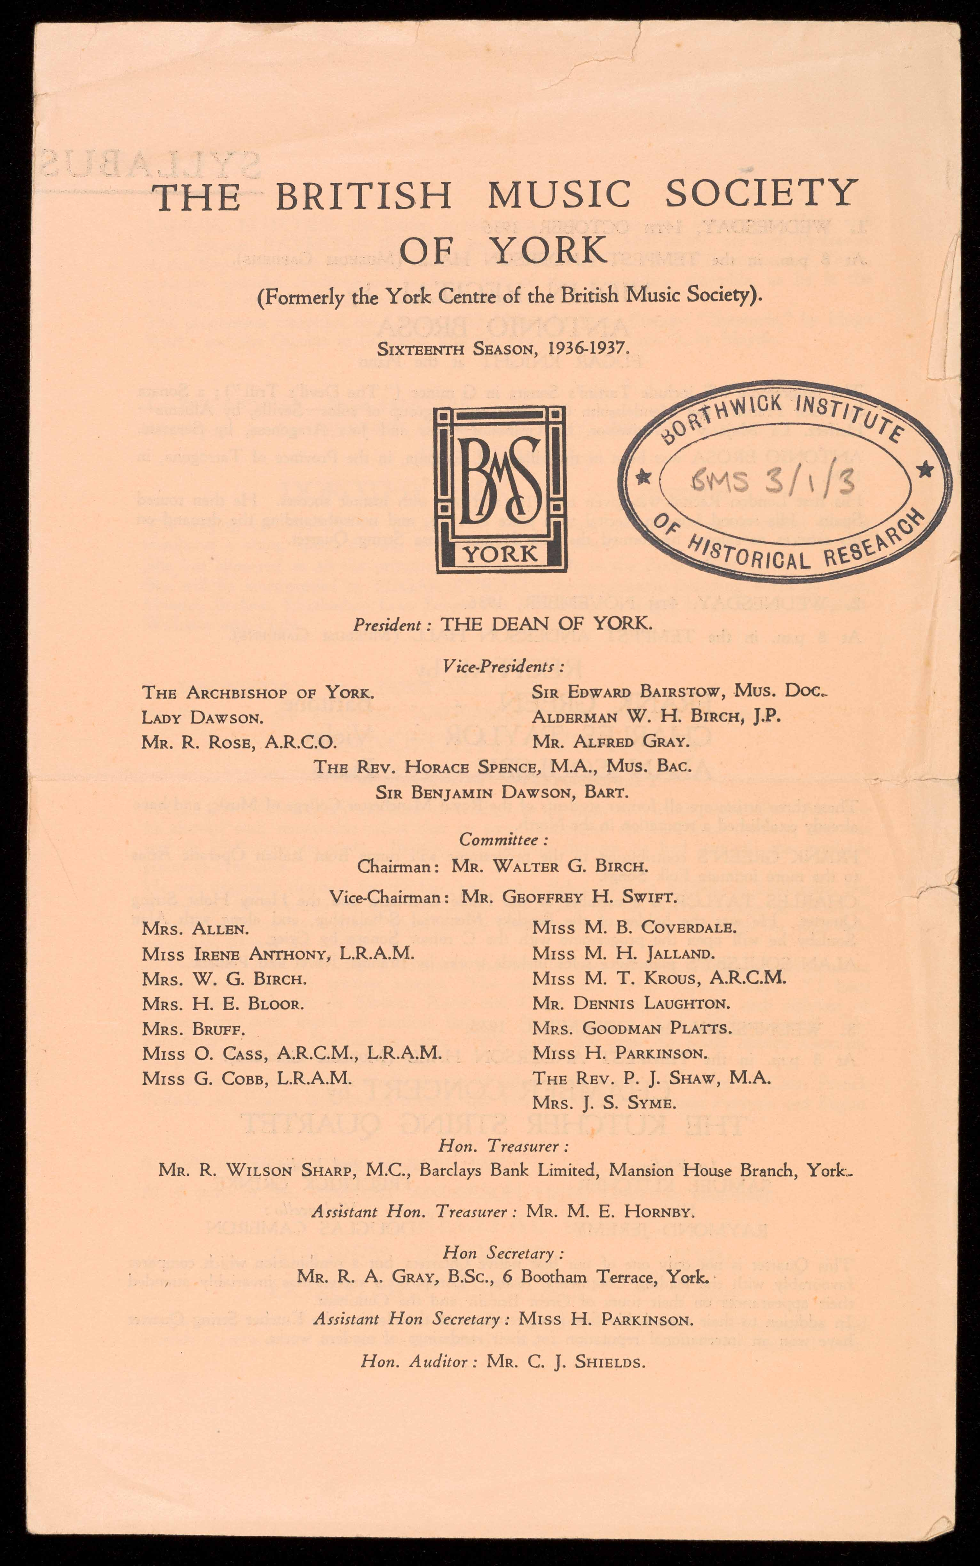 THE BRITISH MUSIC SOCIETY
OF YORK
(Formerly the York Centre of the British Music Society).
SIXTEENTH SEASON, 1936-1937.
BMS
YORK
BORTHWICK INSTITUTE
BMS 3/1/3
OF HISTORICAL RESEARCH
President : THE DEAN OF YORK.
Vice-Presidents :
THE ARCHBISHOP OF YORK.
LADY DAWSON.
MR. R. ROSE, A.R.C.O.
SIR EDWARD BAIRSTOW, MUS. DOC.
ALDERMAN W. H. BIRCH, J.P.
MR. ALFRED GRAY.
THE REV. HORACE SPENCE, M.A., MUS. BAC.
SIR BENJAMIN DAWSON, BART.
Committee :
Chairman : MR. WALTER G. BIRCH.
Vice-Chairman : MR. GEOFFREY H. SWIFT.
MRS. ALLEN.
MISS IRENE ANTHONY, L.R.A.M.
MRS. W. G. BIRCH.
MRS. H. E. BLOOR.
MRS. BRUFF.
MISS O. CASS, A.R.C.M., L.R.A.M.
MISS G. COBB, L.R.A.M.
MISS M. B. COVERDALE.
MISS M. H. JALLAND.
MISS M. T. KROUS, A.R.C.M.
MR. DENNIS LAUGHTON.
MRS. GOODMAN PLATTS.
MISS H. PARKINSON.
THE REV. P. J. SHAW, M.A.
MRS. J. S. SYME.
Hon. Treasurer :
MR. R. WILSON SHARP, M.C., Barclays Bank Limited, Mansion House Branch, York.
Assistant Hon. Treasurer : MR. M. E. HORNBY.
Hon Secretary :
MR. R. A. GRAY, B.SC., 6 Bootham Terrace, York.
Assistant Hon Secretary : MISS H. PARKINSON.
Hon. Auditor : MR. C. J. SHIELDS.